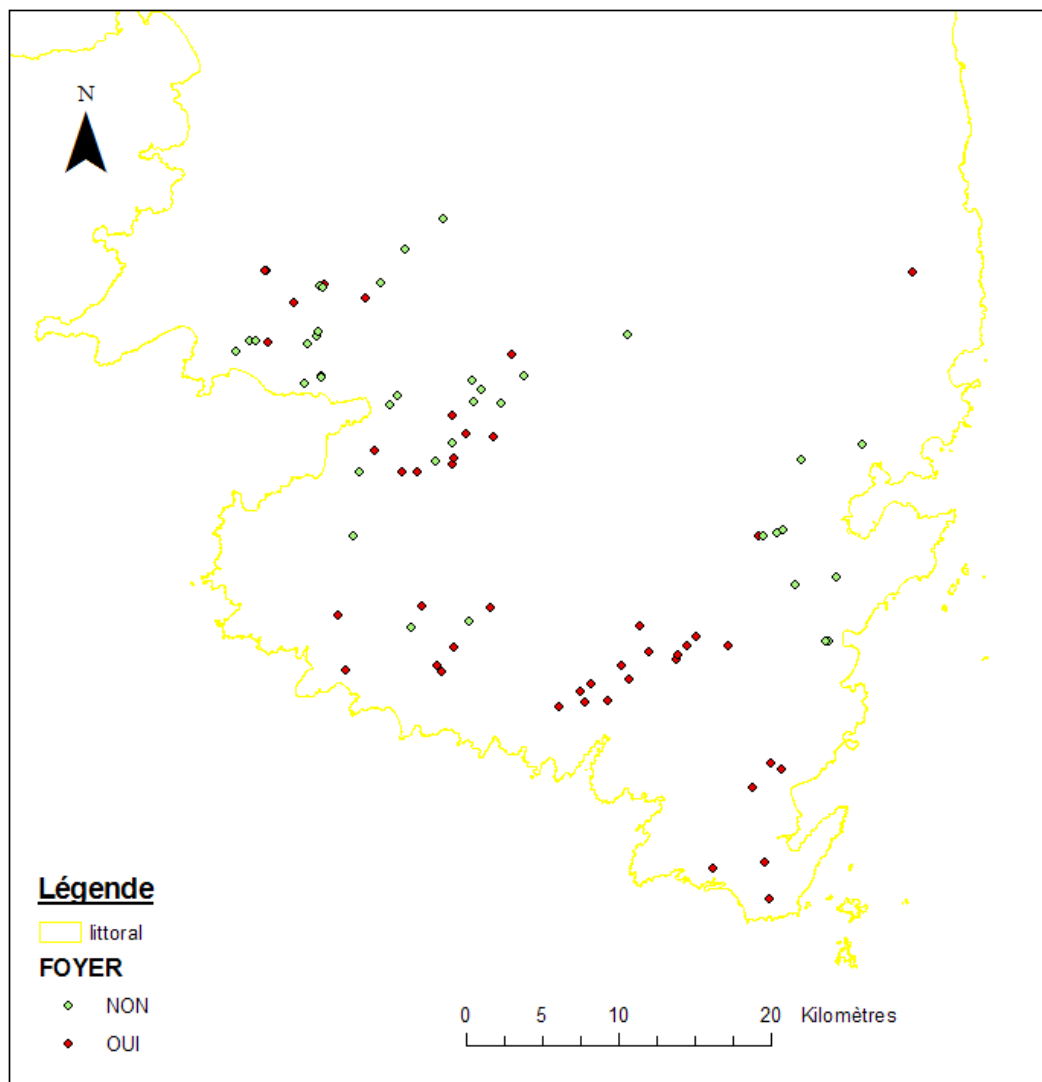 N
Légende
littoral
FOYER
NON
OUI
0 5 10 20 Kilomètres